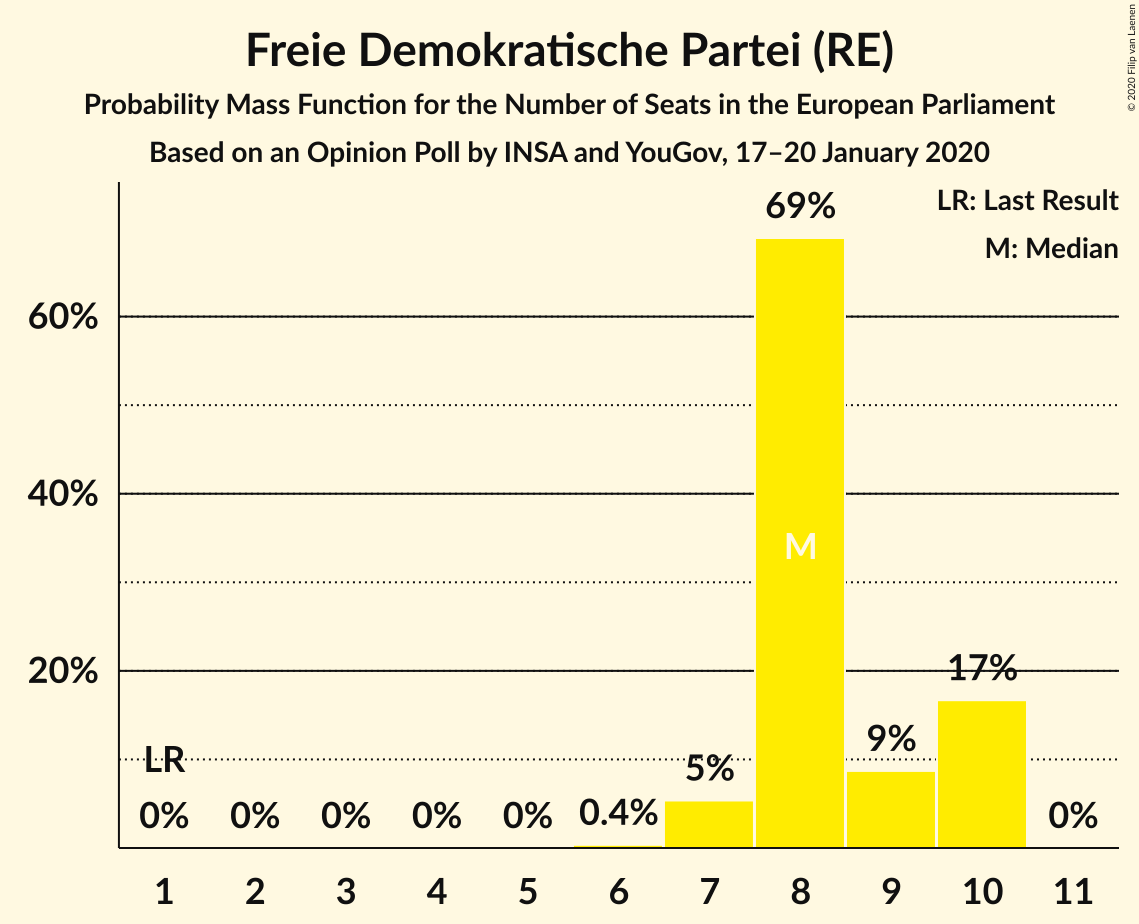 Freie Demokratische Partei (RE)
Probability Mass Function for the Number of Seats in the European Parliament
Based on an Opinion Poll by INSA and YouGov, 17–20 January 2020
© 2020 Filip van Laenen
LR: Last Result
M: Median
60%
40%
20%
LR
M
0%
0%
0%
0%
0%
0.4%
5%
69%
9%
17%
0%
1 2 3 4 5 6 7 8 9 10 11